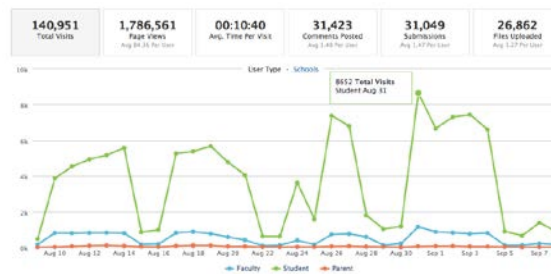 140,951
Total Visits
1,786,561
Page Views
Avg 84.36 Per User
00:10:40
Avg. Time Per Visit
31,423
Comments Posted
Avg 1.48 Per User
31,049
Submissions
Avg 1.47 Per User
26,862
Files Uploaded
Avg 1.27 Per User
User Type - Schools
8652 Total Visits
Student Aug 31
10k
8k
6k
4k
2k
0
Aug 10
Aug 12
Aug 14
Aug 16
Aug 18
Aug 20
Aug 22
Aug 24
Aug 26
Aug 28
Aug 30
Sep 1
Sep 3
Sep 5
Sep 7
Faculty
Student
Parent